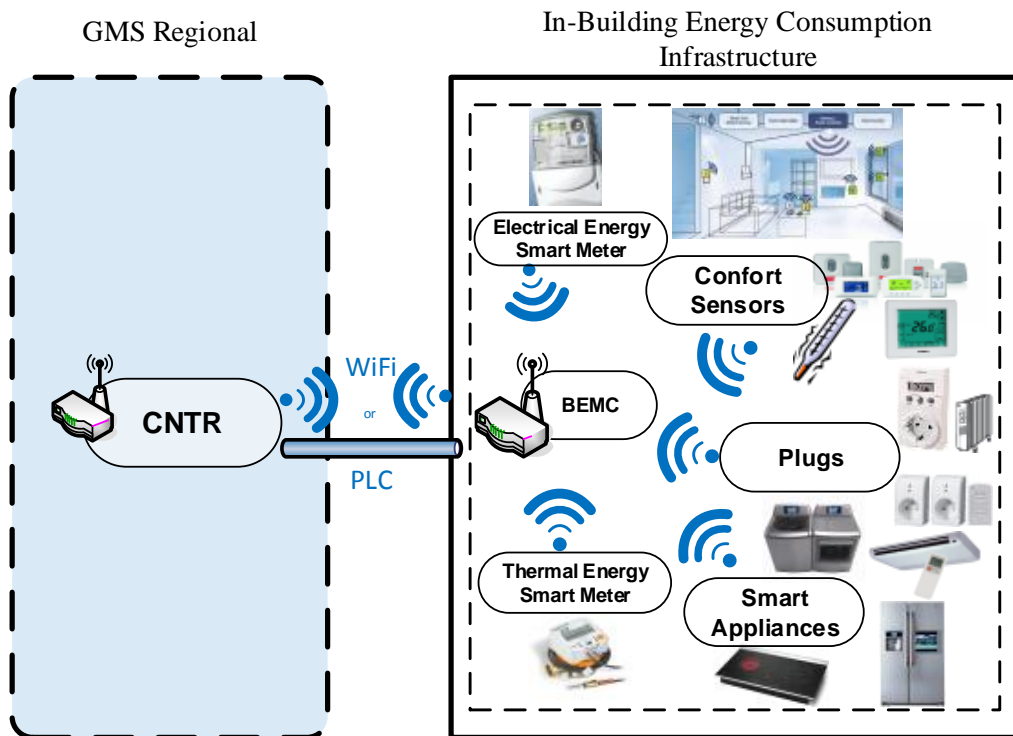 GMS Regional
In-Building Energy Consumption
Infrastructure
Electrical Energy
Smart Meter
Confort
Sensors
WiFi
or
CNTR
BEMC
PLC
Plugs
Thermal Energy
Smart Meter
Smart
Appliances